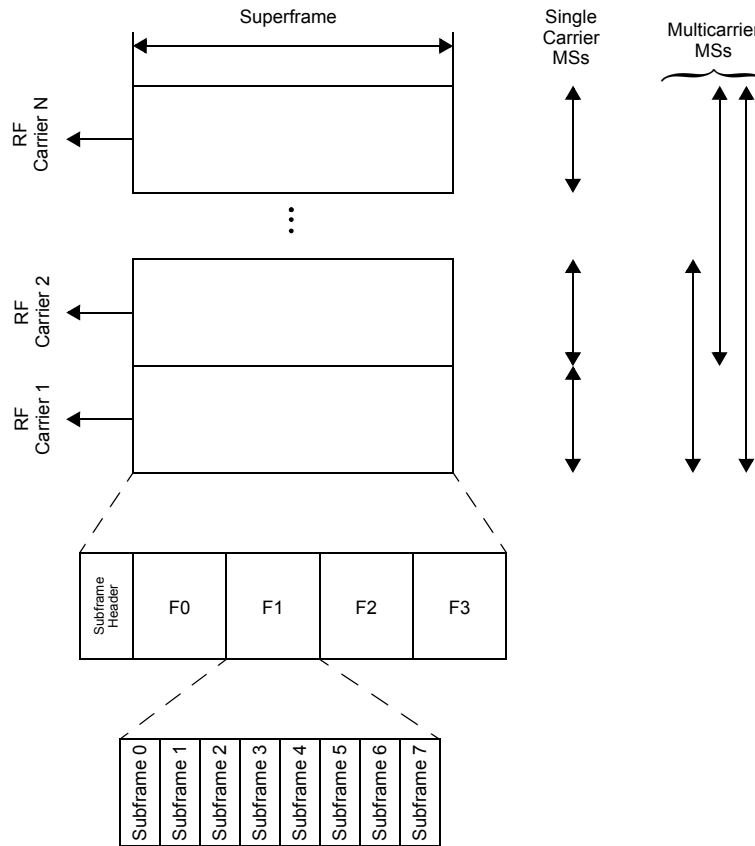 Superframe
Single
Carrier
MSs
Multicarrier
MSs
RF
Carrier N
RF
Carrier 2
RF
Carrier 1
Subframe
Header
F0
F1
F2
F3
Subframe 0
Subframe 1
Subframe 2
Subframe 3
Subframe 4
Subframe 5
Subframe 6
Subframe 7